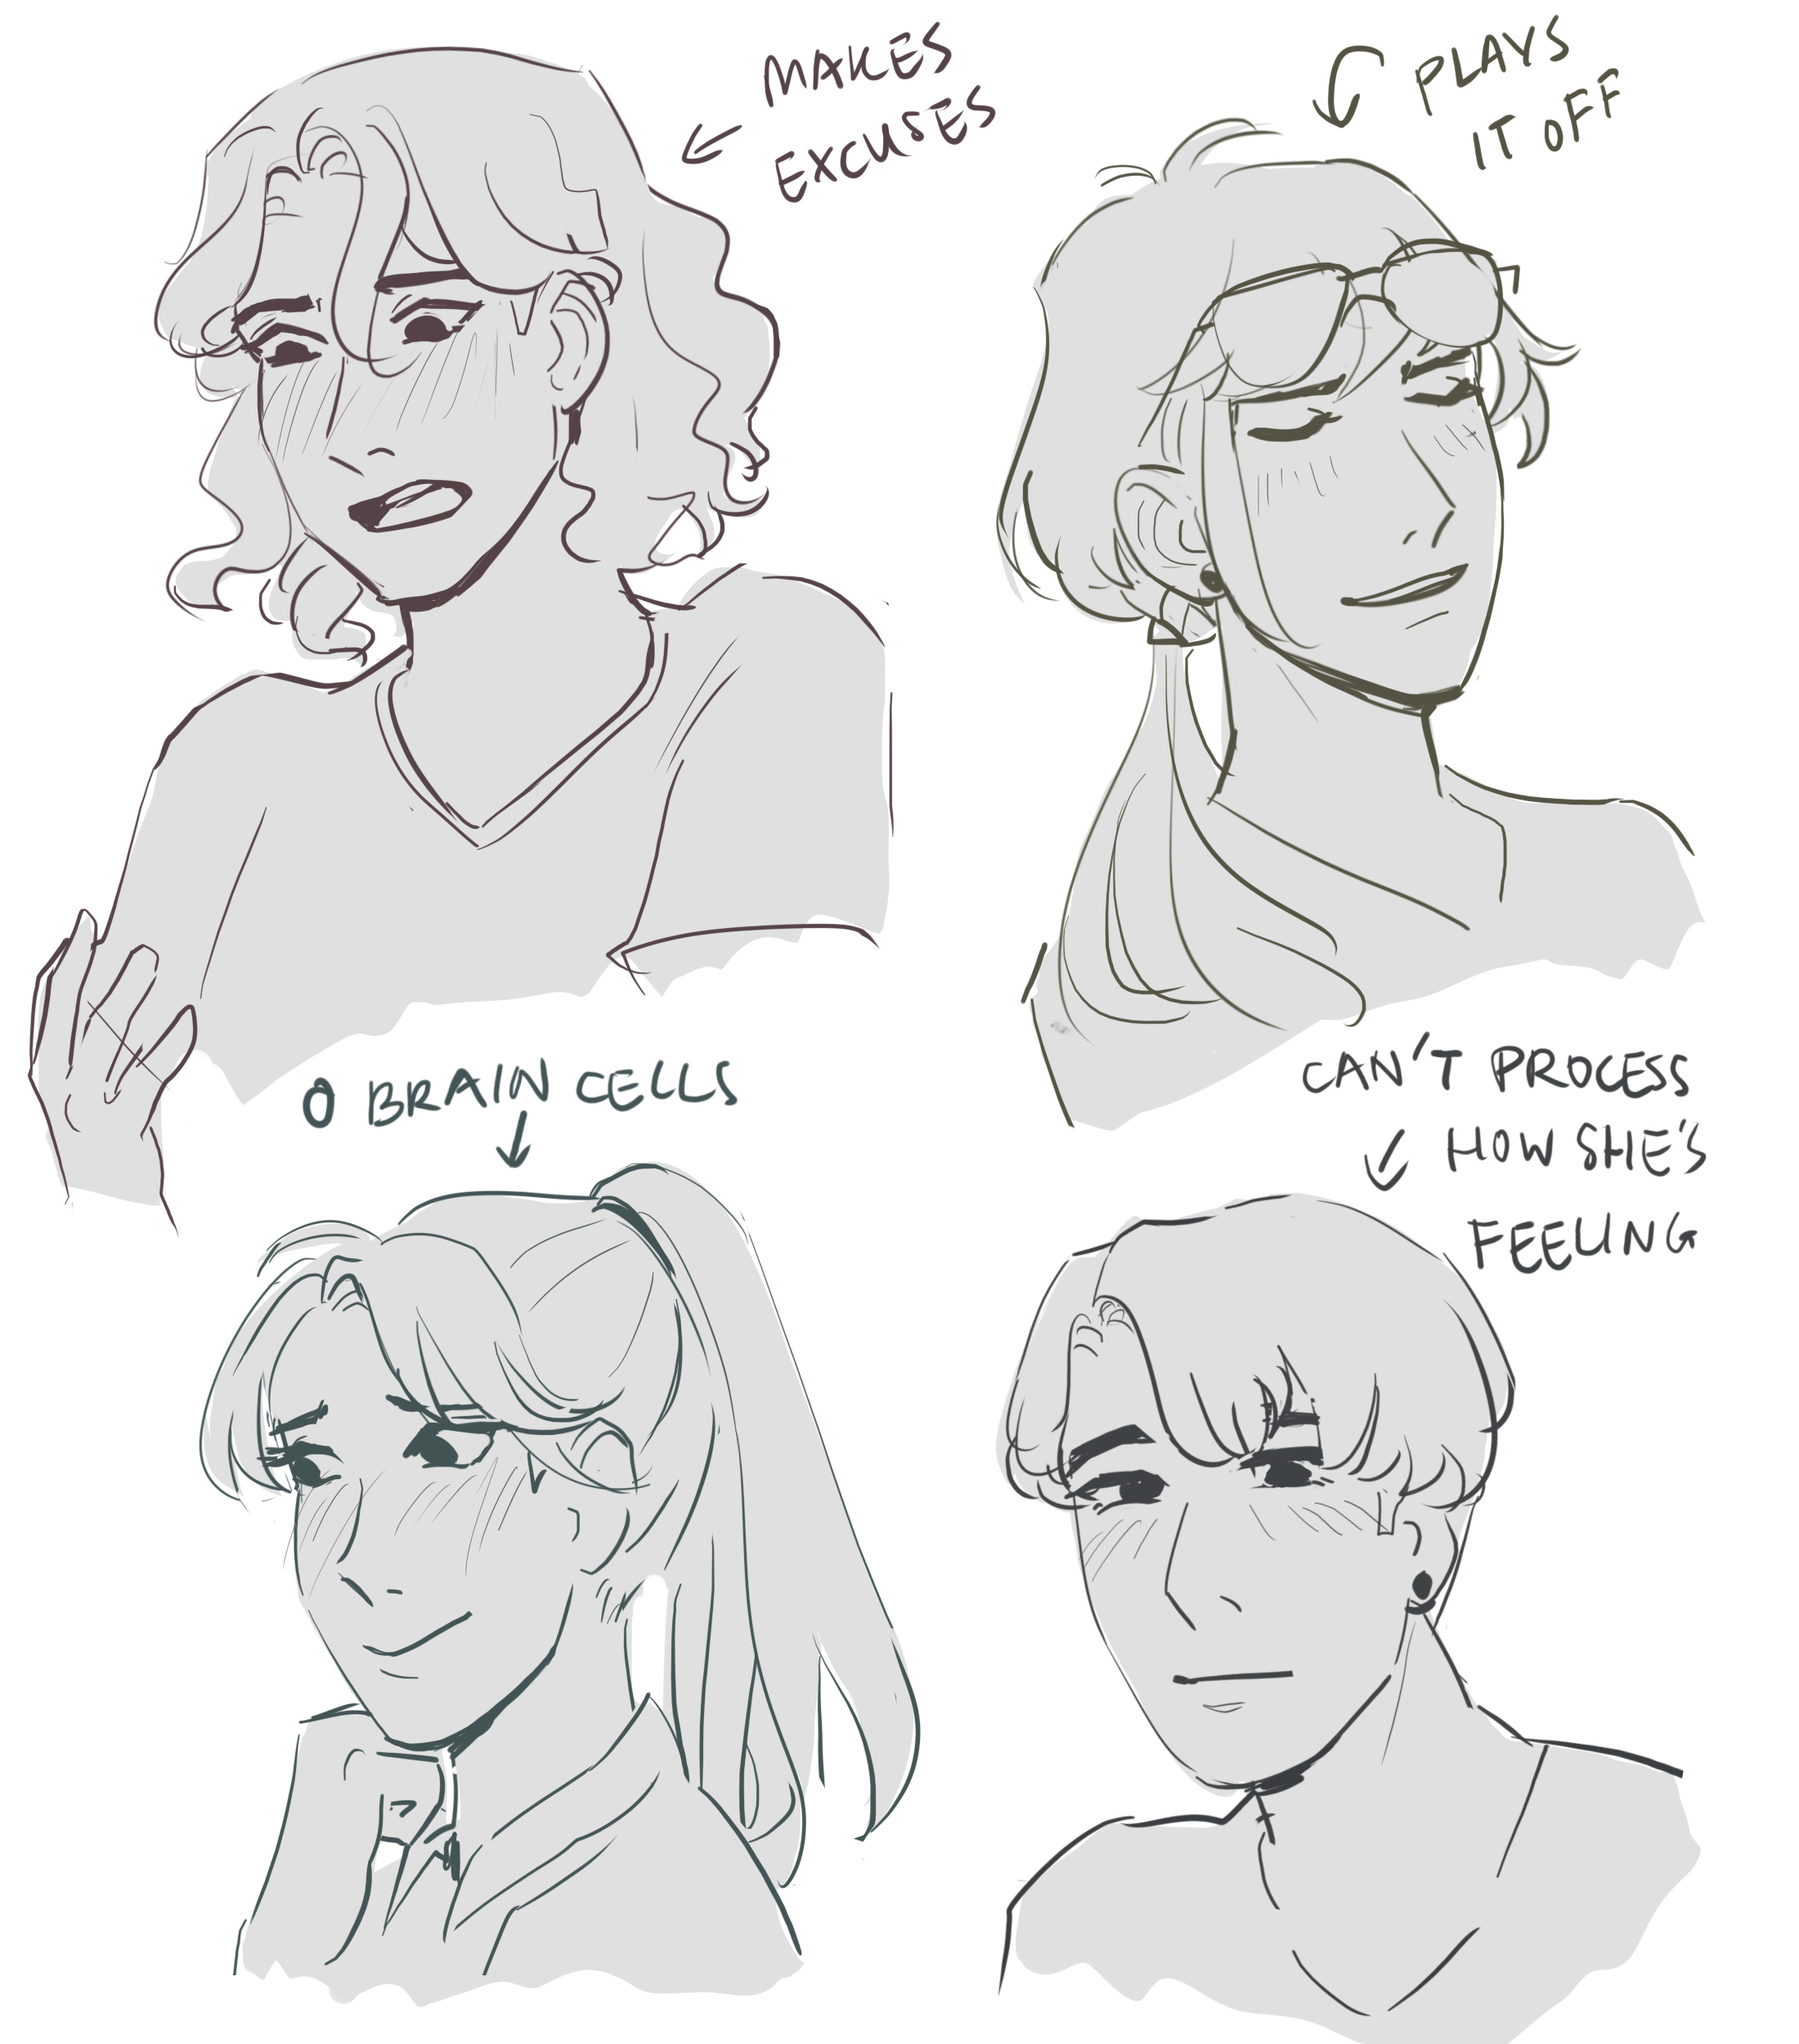 MAKES
EXCUSES
PLAYS
IT OFF
0 BRAIN CELLS
CAN'T PROCESS
HOW SHE'S
FEELING